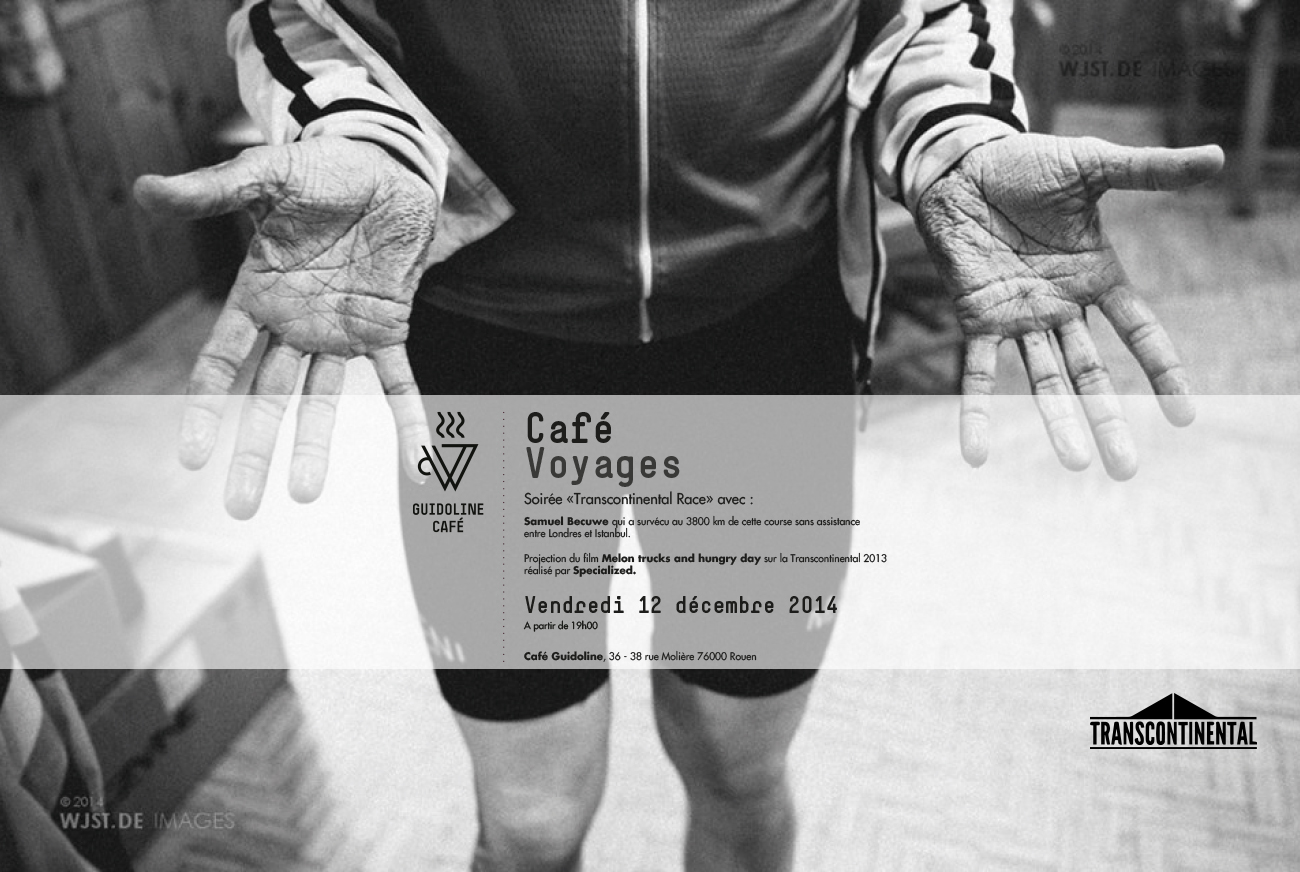 ©2014
WJST.DE IMAGES
Café
Voyages
GUIDOLINE
CAFÉ
Soirée «Transcontinental Race» avec :
Samuel Becuwe qui a survécu au 3800 km de cette course sans assistance
entre Londres et Istanbul.
Projection du film Melon trucks and hungry day sur la Transcontinental 2013
réalisé par Specialized.
Vendredi 12 décembre 2014
A partir de 19h00
Café Guidoline, 36 - 38 rue Molière 76000 Rouen
TRANSCONTINENTAL
©2014
WJST.DE IMAGES